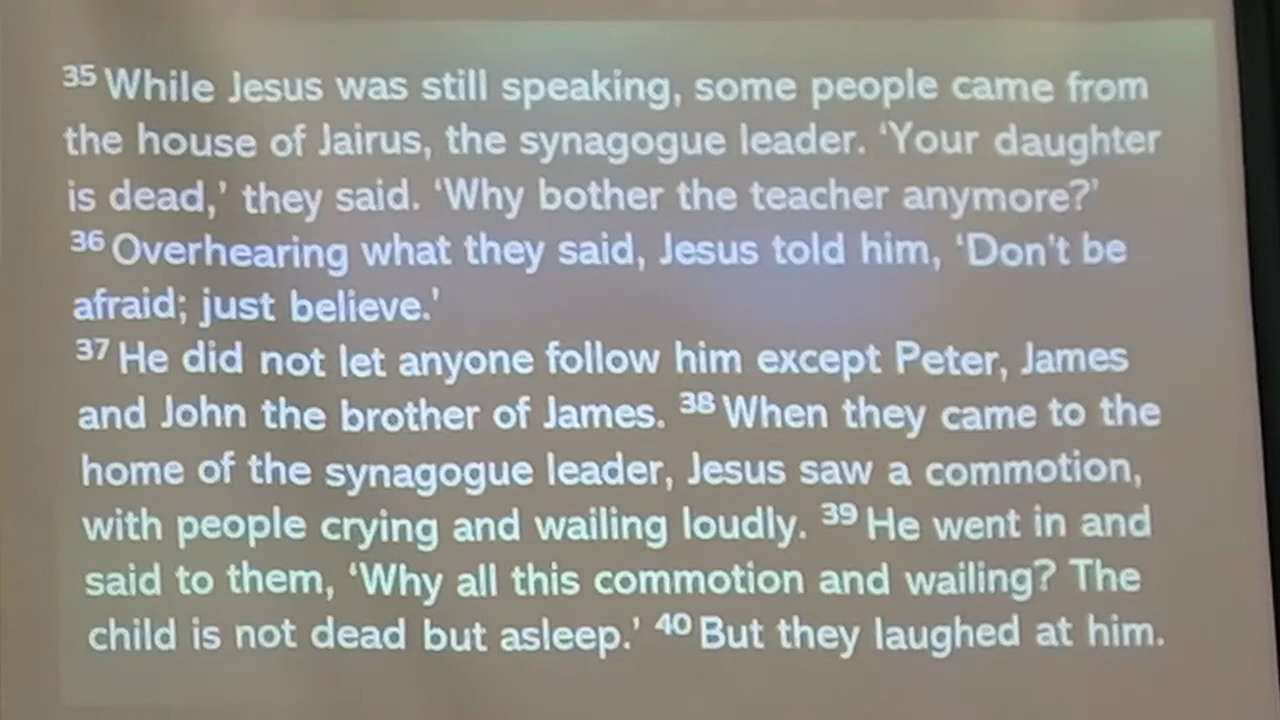 35 While Jesus was still speaking, some people came from
the house of Jairus, the synagogue leader. ‘Your daughter
is dead,’ they said. ‘Why bother the teacher anymore?’
36 Overhearing what they said, Jesus told him, ‘Don't be
afraid; just believe.’
37 He did not let anyone follow him except Peter, James
and John the brother of James. 38 When they came to the
home of the synagogue leader, Jesus saw a commotion,
with people crying and wailing loudly. 39 He went in and
said to them, ‘Why all this commotion and wailing? The
child is not dead but asleep.’ 40 But they laughed at him.